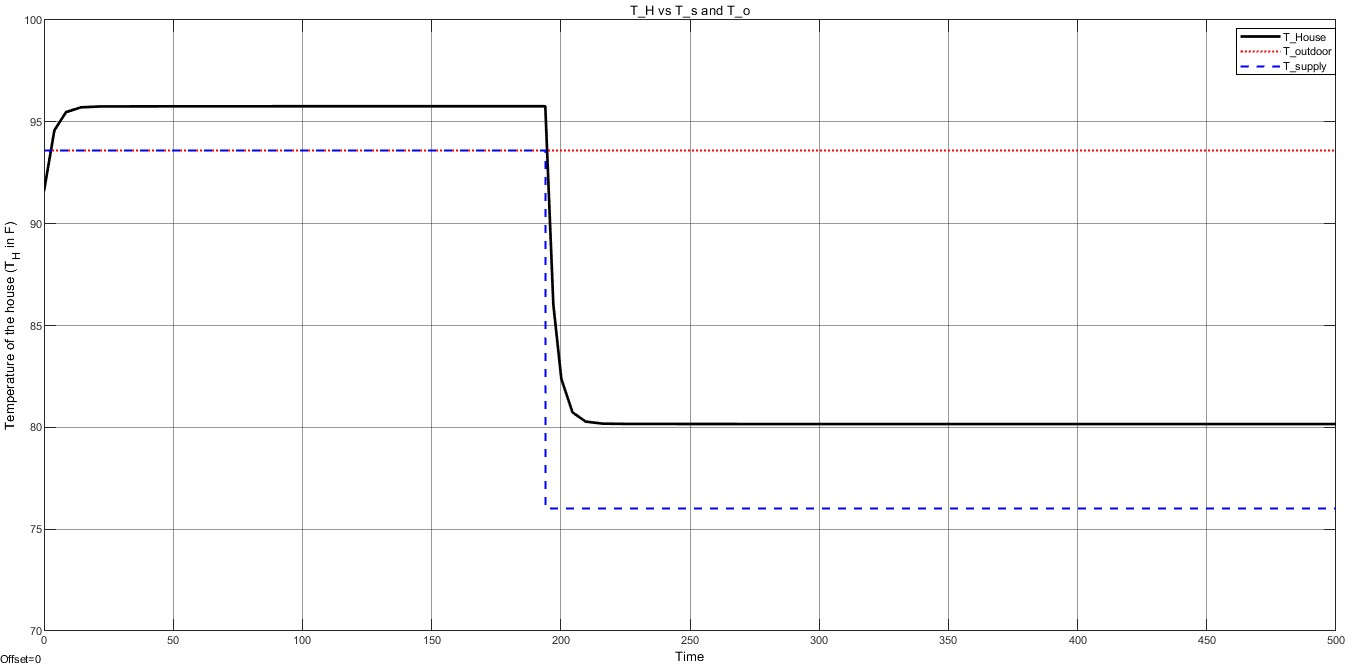 T_H vs T_s and T_o
T_House
T_outdoor
T_supply
Temperature of the house (T_H in F)
100
95
90
85
80
75
70
0 50 100 150 200 250 300 350 400 450 500
Time
Offset=0